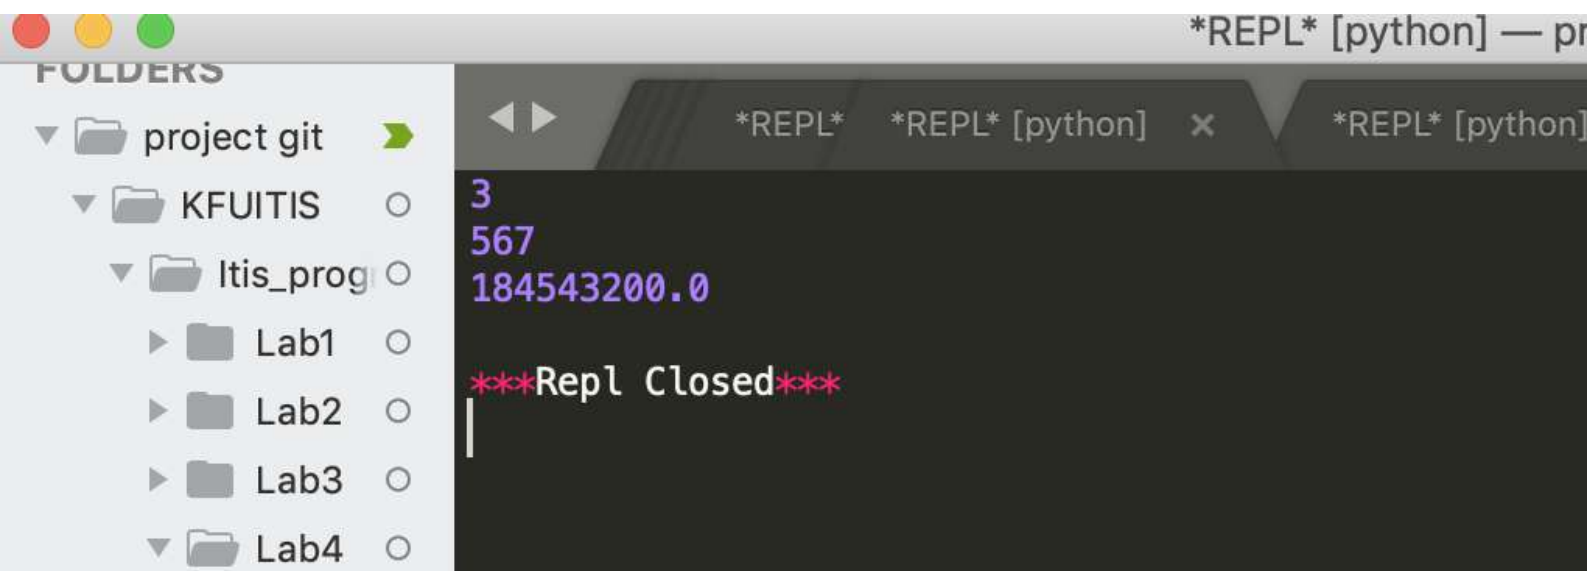 *REPL* [python] — pr
FOLDERS
project git
KFUITIS
Itis_prog
Lab1
Lab2
Lab3
Lab4
*REPL* *REPL* [python] × *REPL* [python]
3
567
184543200.0
***Repl Closed***